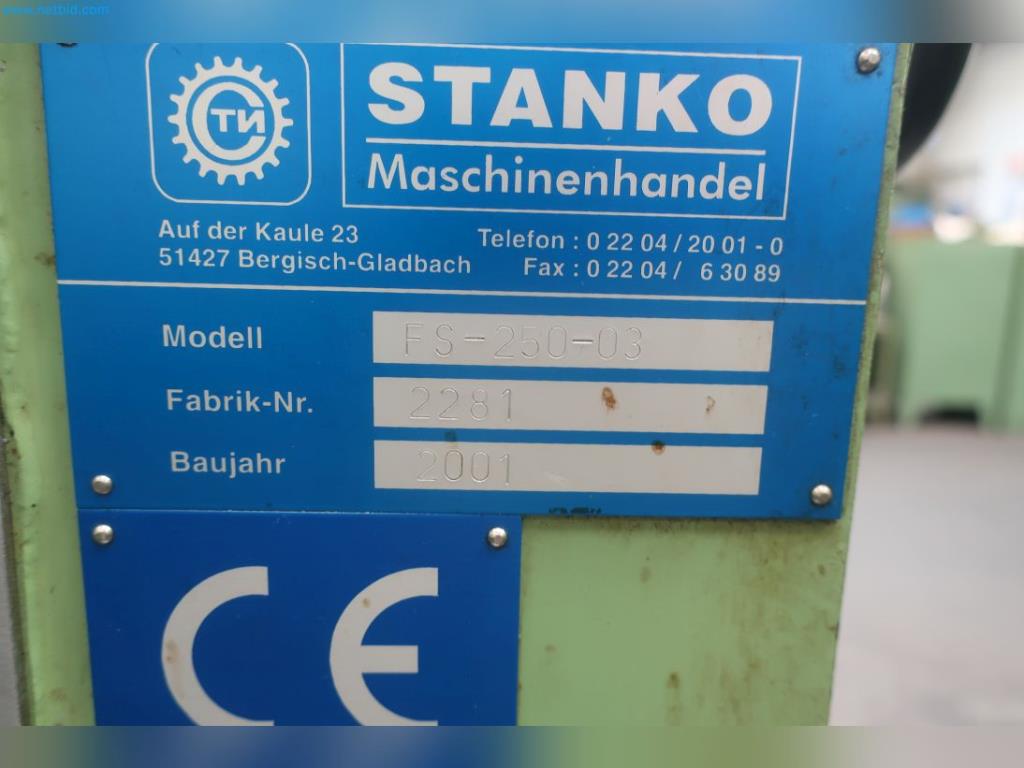 www.netbid.com
СТИ
STANKO
Maschinenhandel
Auf der Kaule 23
51427 Bergisch-Gladbach
Telefon : 0 22 04 / 20 01 - 0
Fax : 0 22 04 / 6 30 89
Modell FS-250-03
Fabrik-Nr. 2281
Baujahr 2001
CE